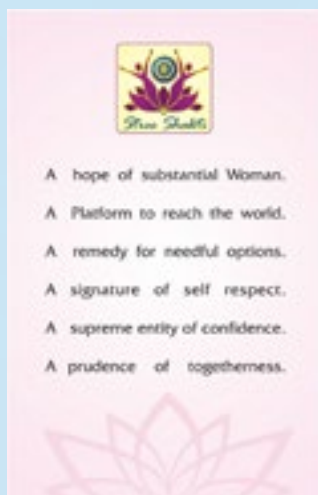 Stree Shakti
A hope of substantial Woman.
A Platform to reach the world.
A remedy for needful options.
A signature of self respect.
A supreme entity of confidence.
A prudence of togetherness.